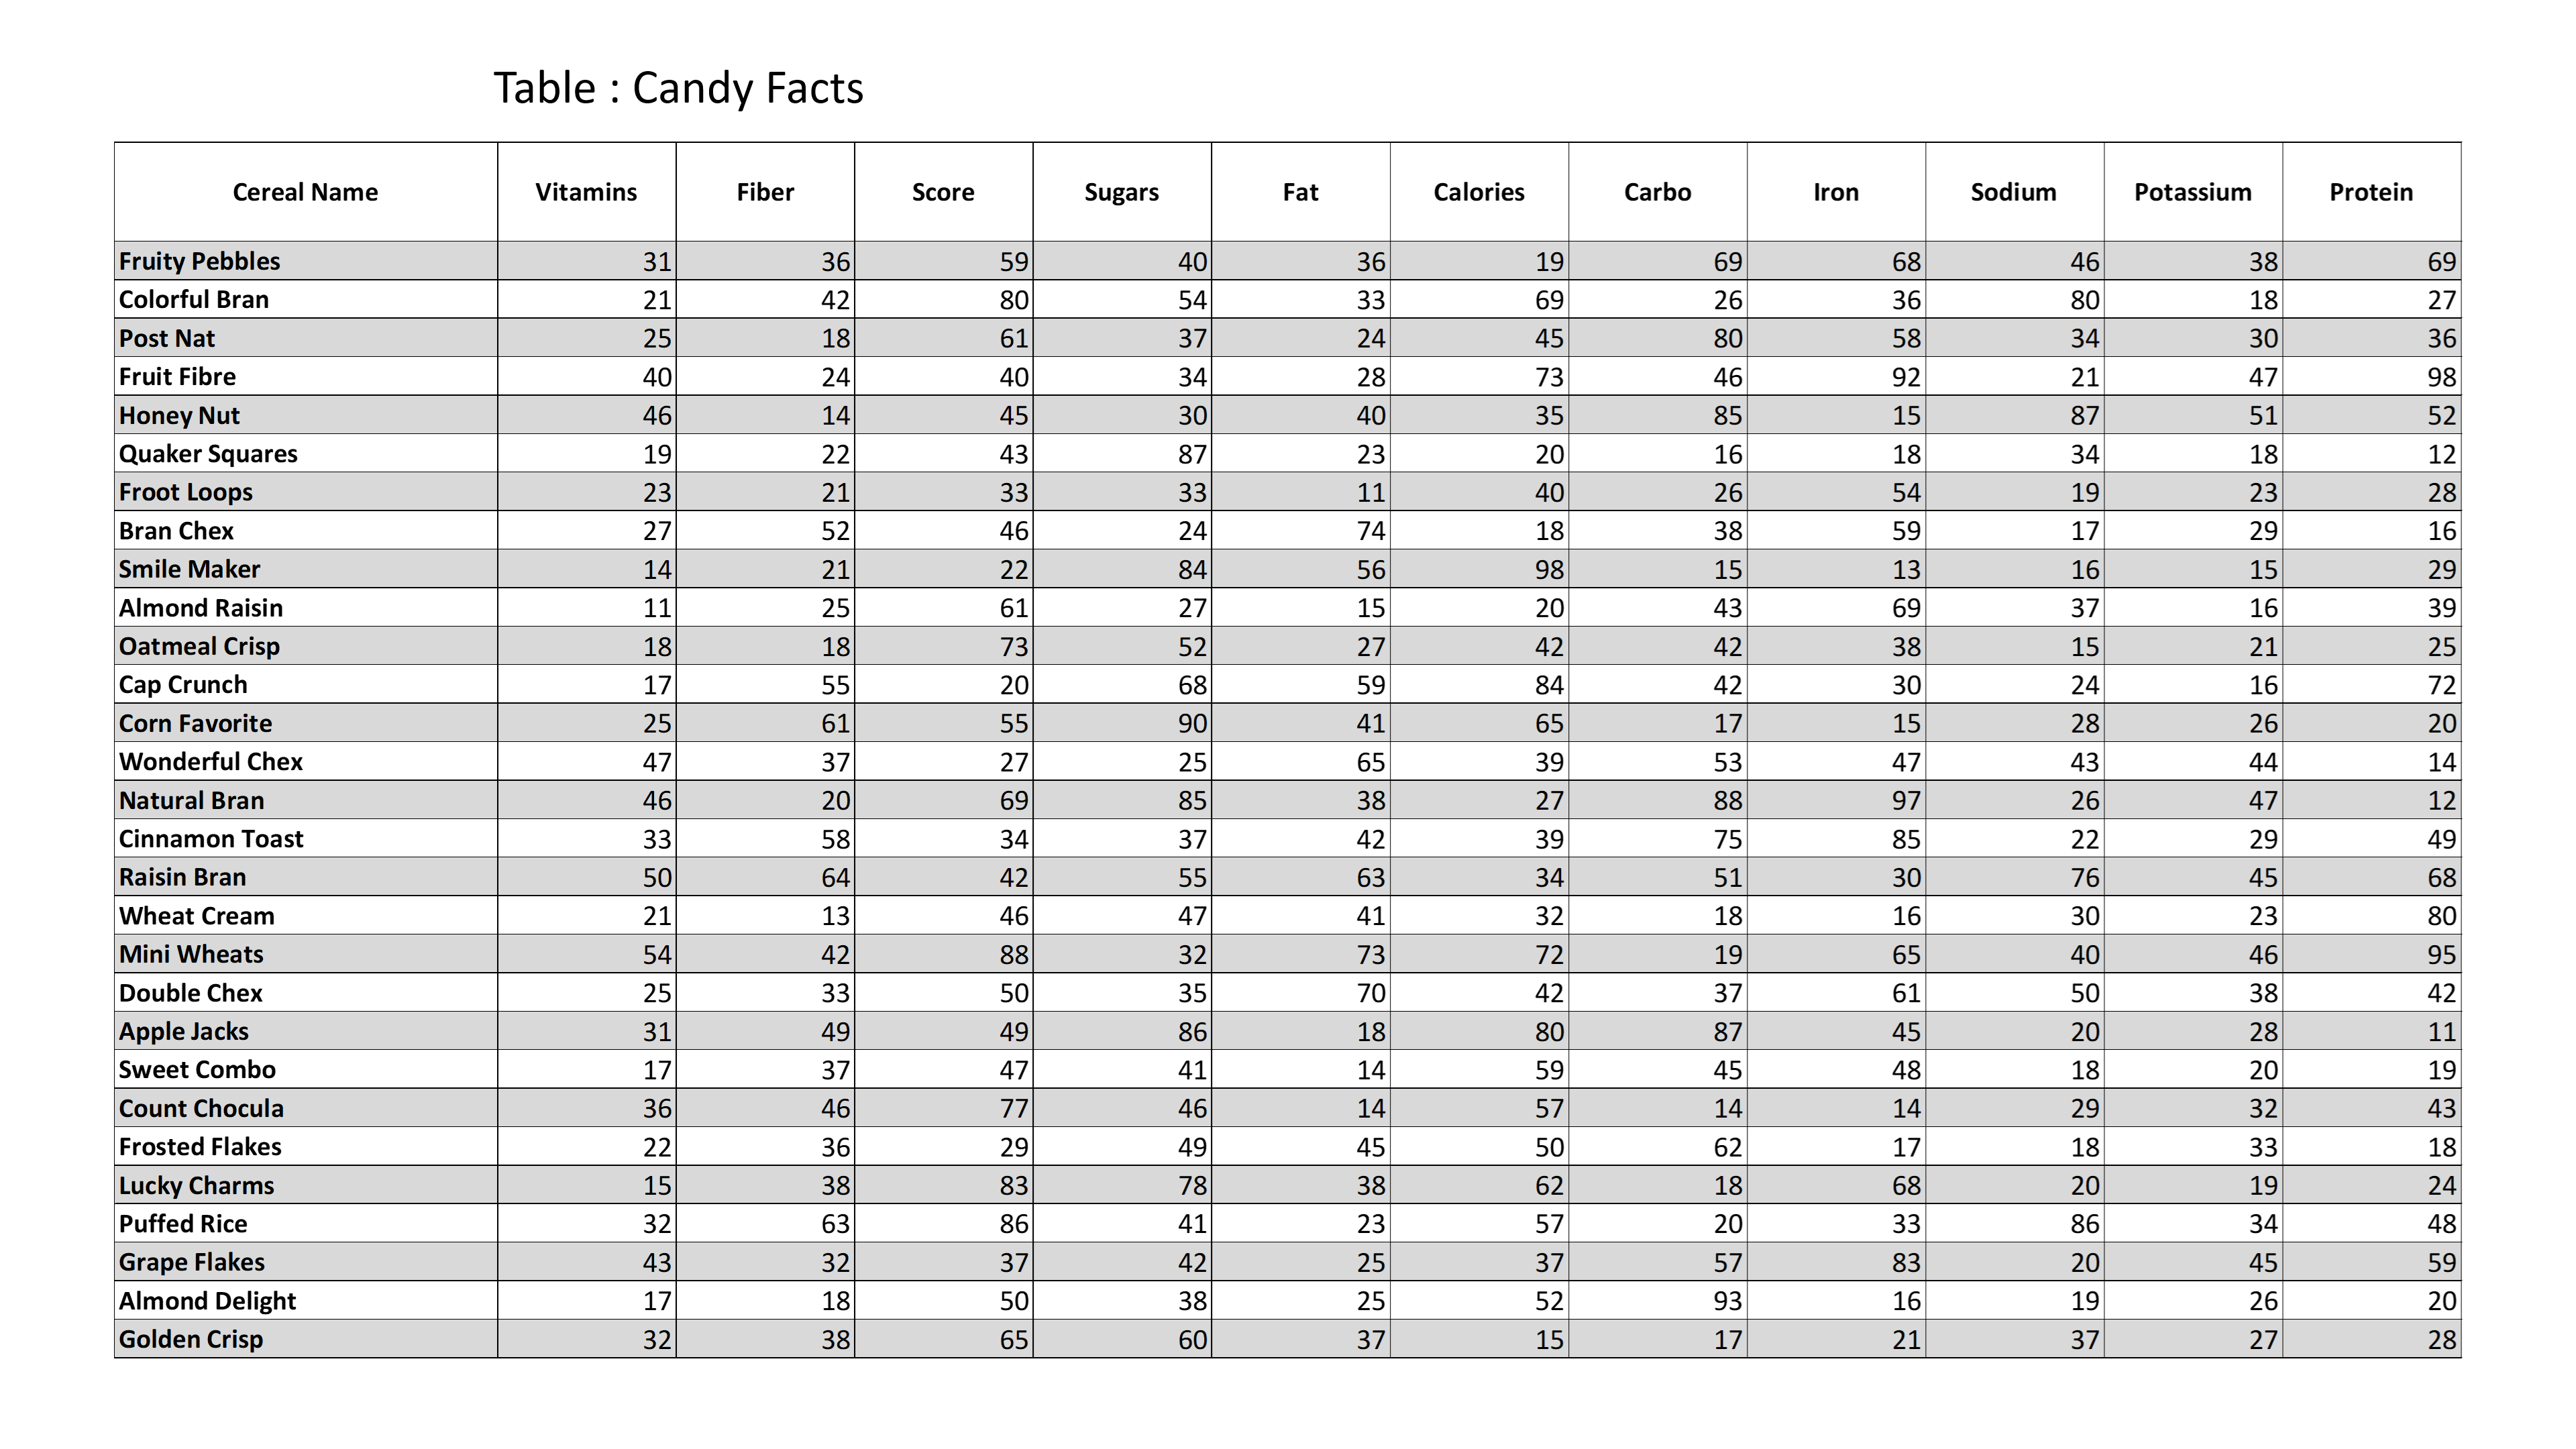 Table : Candy Facts
Cereal Name Vitamins Fiber Score Sugars Fat Calories Carbo Iron Sodium Potassium Protein
Fruity Pebbles 31 36 59 40 36 19 69 68 46 38 69
Colorful Bran 21 42 80 54 33 69 26 36 80 18 27
Post Nat 25 18 61 37 24 45 80 58 34 30 36
Fruit Fibre 40 24 40 34 28 73 46 92 21 47 98
Honey Nut 46 14 45 30 40 35 85 15 87 51 52
Quaker Squares 19 22 43 87 23 20 16 18 34 18 12
Froot Loops 23 21 33 33 11 40 26 54 19 23 28
Bran Chex 27 52 46 24 74 18 38 59 17 29 16
Smile Maker 14 21 22 84 56 98 15 13 16 15 29
Almond Raisin 11 25 61 27 15 20 43 69 37 16 39
Oatmeal Crisp 18 18 73 52 27 42 42 38 15 21 25
Cap Crunch 17 55 20 68 59 84 42 30 24 16 72
Corn Favorite 25 61 55 90 41 65 17 15 28 26 20
Wonderful Chex 47 37 27 25 65 39 53 47 43 44 14
Natural Bran 46 20 69 85 38 27 88 97 26 47 12
Cinnamon Toast 33 58 34 37 42 39 75 85 22 29 49
Raisin Bran 50 64 42 55 63 34 51 30 76 45 68
Wheat Cream 21 13 46 47 41 32 18 16 30 23 80
Mini Wheats 54 42 88 32 73 72 19 65 40 46 95
Double Chex 25 33 50 35 70 42 37 61 50 38 42
Apple Jacks 31 49 49 86 18 80 87 45 20 28 11
Sweet Combo 17 37 47 41 14 59 45 48 18 20 19
Count Chocula 36 46 77 46 14 57 14 14 29 32 43
Frosted Flakes 22 36 29 49 45 50 62 17 18 33 18
Lucky Charms 15 38 83 78 38 62 18 68 20 19 24
Puffed Rice 32 63 86 41 23 57 20 33 86 34 48
Grape Flakes 43 32 37 42 25 37 57 83 20 45 59
Almond Delight 17 18 50 38 25 52 93 16 19 26 20
Golden Crisp 32 38 65 60 37 15 17 21 37 27 28